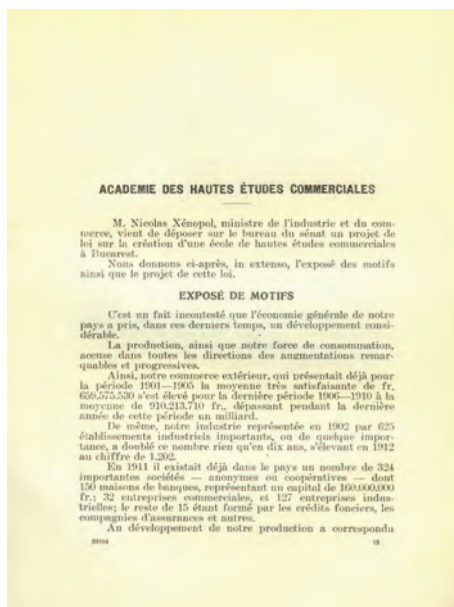 ACADEMIE DES HAUTES ÉTUDES COMMERCIALES
M. Nicolas Xénopol, ministre de l'industrie et du com-
merce, vient de déposer sur le bureau du sénat un projet de
loi sur la création d'une école de hautes études commerciales
à Bucarest.
Nous donnons ci-après, in extenso, l'exposé des motifs
ainsi que le projet de cette loi.
EXPOSÉ DE MOTIFS
C'est un fait incontesté que l'économie générale de notre
pays a pris, dans ces derniers temps, un développement consi-
dérable.
La production, ainsi que notre force de consommation,
accuse dans toutes les directions des augmentations remar-
quables et progressives.
Ainsi, notre commerce extérieur, qui présentait déjà pour
la période 1901—1905 la moyenne très satisfaisante de fr.
659.575.530 s'est élevé pour la dernière période 1906—1910 à la
moyenne de 910.213.710 fr., dépassant pendant la dernière
année de cette période un milliard.
De même, notre industrie représentée en 1902 par 625
établissements industriels importants, ou de quelque impor-
tance, a doublé ce nombre rien qu'en dix ans, s'élevant en 1912
au chiffre de 1.202.
En 1911 il existait déjà dans le pays un nombre de 324
importantes sociétés — anonymes ou coopératives — dont
150 maisons de banques, représentant un capital de 160.000.000
fr.; 32 entreprises commerciales, et 127 entreprises indus-
trielles; le reste de 15 étant formé par les crédits fonciers, les
compagnies d'assurances et autres.
Au développement de notre production a correspondu